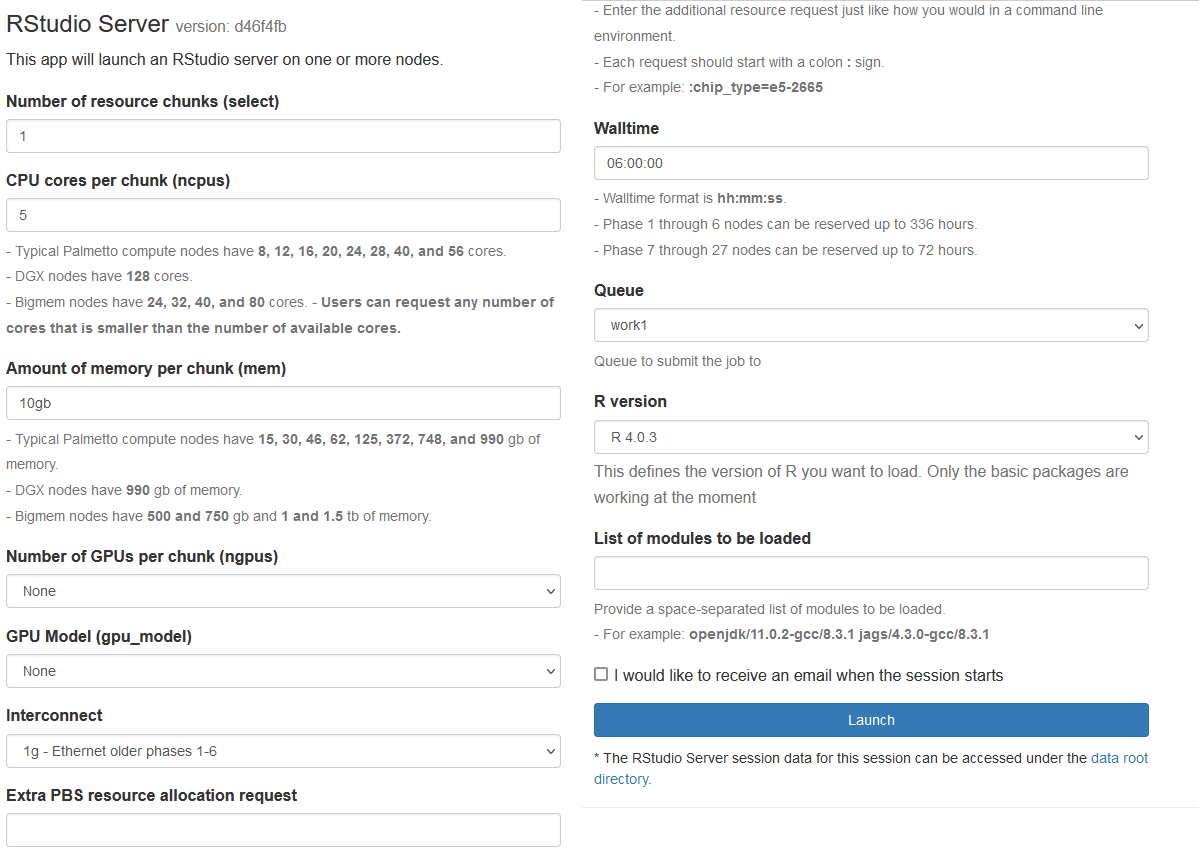 RStudio Server version: d46f4fb
This app will launch an RStudio server on one or more nodes.
Number of resource chunks (select)
1
CPU cores per chunk (ncpus)
5
- Typical Palmetto compute nodes have 8, 12, 16, 20, 24, 28, 40, and 56 cores.
- DGX nodes have 128 cores.
- Bigmem nodes have 24, 32, 40, and 80 cores. - Users can request any number of
cores that is smaller than the number of available cores.
Amount of memory per chunk (mem)
10gb
- Typical Palmetto compute nodes have 15, 30, 46, 62, 125, 372, 748, and 990 gb of
memory.
- DGX nodes have 990 gb of memory.
- Bigmem nodes have 500 and 750 gb and 1 and 1.5 tb of memory.
Number of GPUs per chunk (ngpus)
None
GPU Model (gpu_model)
None
Interconnect
1g - Ethernet older phases 1-6
Extra PBS resource allocation request
- Enter the additional resource request just like how you would in a command line
environment.
- Each request should start with a colon : sign.
- For example: :chip_type=e5-2665
Walltime
06:00:00
- Walltime format is hh:mm:ss.
- Phase 1 through 6 nodes can be reserved up to 336 hours.
- Phase 7 through 27 nodes can be reserved up to 72 hours.
Queue
work1
Queue to submit the job to
R version
R 4.0.3
This defines the version of R you want to load. Only the basic packages are
working at the moment
List of modules to be loaded
Provide a space-separated list of modules to be loaded.
- For example: openjdk/11.0.2-gcc/8.3.1 jags/4.3.0-gcc/8.3.1
I would like to receive an email when the session starts
Launch
* The RStudio Server session data for this session can be accessed under the data root
directory.